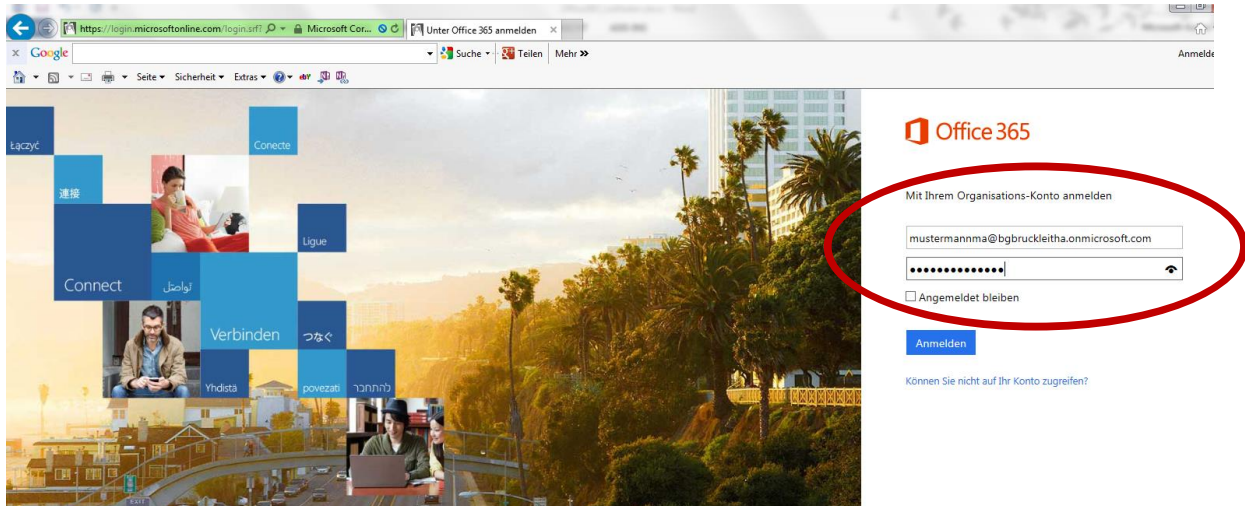 https://login.microsoftonline.com/login.srf?
Microsoft Cor...
Unter Office 365 anmelden
x Google
Suche
Teilen
Mehr »
Anmelde
Seite
Sicherheit
Extras
Łączyć
Conecte
連接
Ligue
Connect
تواصَل
Verbinden
つなぐ
Yhdistä
povezati
להתחבר
EXIT
Office 365
Mit Ihrem Organisations-Konto anmelden
mustermannma@bgbruckleitha.onmicrosoft.com
••••••••••••••
Angemeldet bleiben
Anmelden
Können Sie nicht auf Ihr Konto zugreifen?